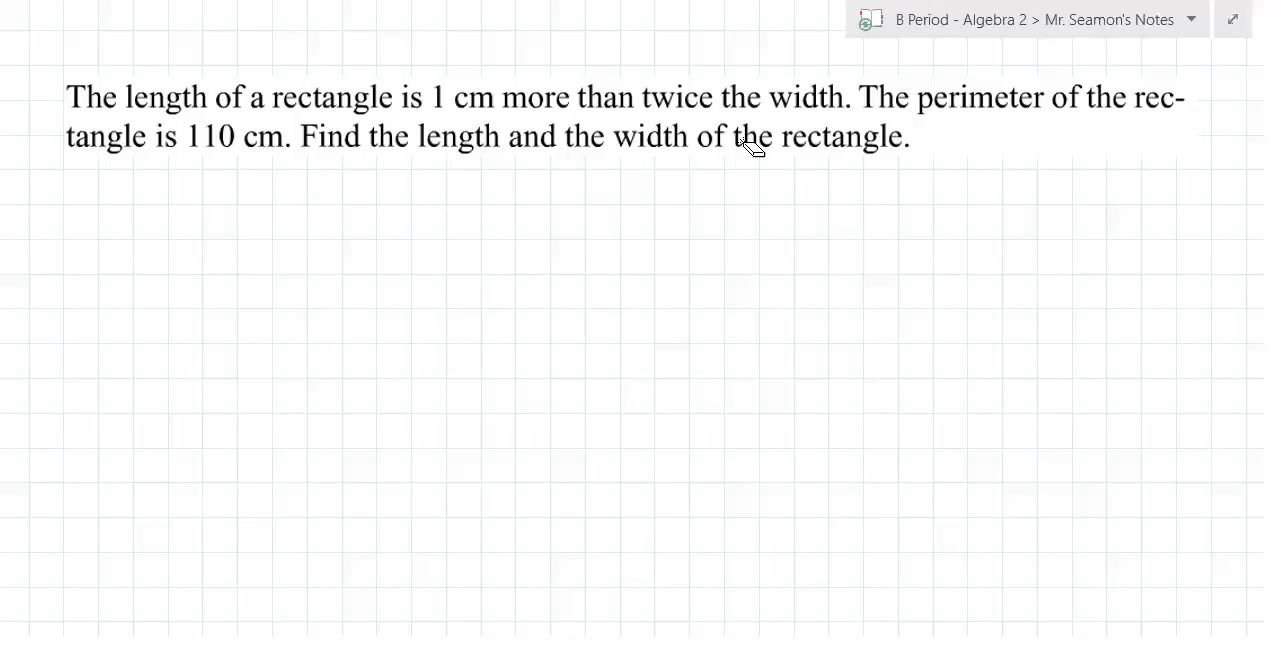 B Period - Algebra 2 > Mr. Seamon's Notes
The length of a rectangle is 1 cm more than twice the width. The perimeter of the rec-
tangle is 110 cm. Find the length and the width of the rectangle.